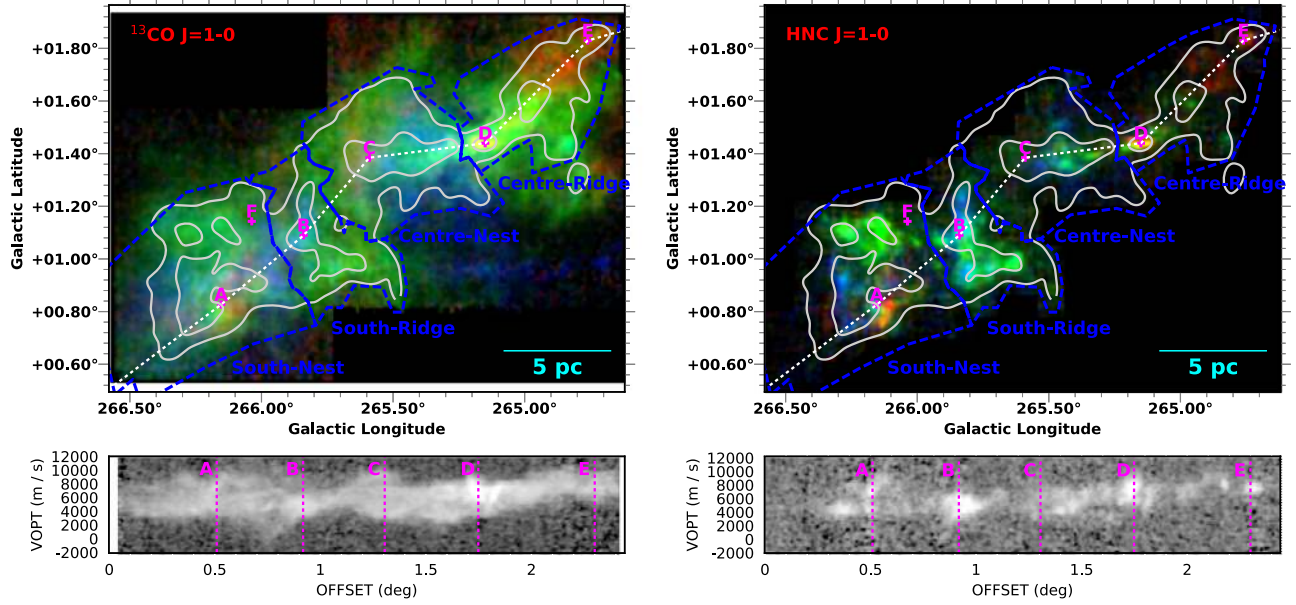 ¹³CO J=1-0
E
D
C
F
B
A
Centre-Ridge
Centre-Nest
South-Ridge
South-Nest
5 pc
+01.80°
+01.60°
+01.40°
+01.20°
+01.00°
+00.80°
+00.60°
Galactic Latitude
266.50° 266.00° 265.50° 265.00°
Galactic Longitude
HNC J=1-0
E
D
C
F
B
A
Centre-Ridge
Centre-Nest
South-Ridge
South-Nest
5 pc
+01.80°
+01.60°
+01.40°
+01.20°
+01.00°
+00.80°
+00.60°
Galactic Latitude
266.50° 266.00° 265.50° 265.00°
Galactic Longitude
A B C D E
12000
10000
8000
6000
4000
2000
0
-2000
VOPT (m / s)
0 0.5 1 1.5 2
OFFSET (deg)
A B C D E
12000
10000
8000
6000
4000
2000
0
-2000
VOPT (m / s)
0 0.5 1 1.5 2
OFFSET (deg)